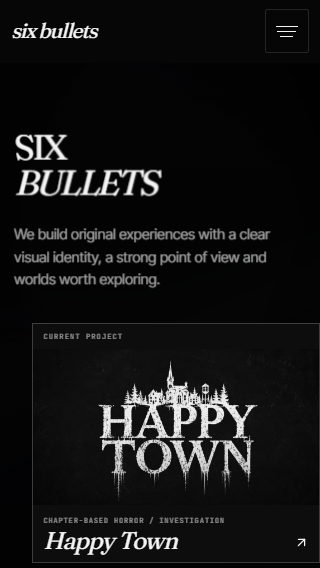 six bullets
SIX
BULLETS
We build original experiences with a clear
visual identity, a strong point of view and
worlds worth exploring.
CURRENT PROJECT
HAPPY
TOWN
CHAPTER-BASED HORROR / INVESTIGATION
Happy Town